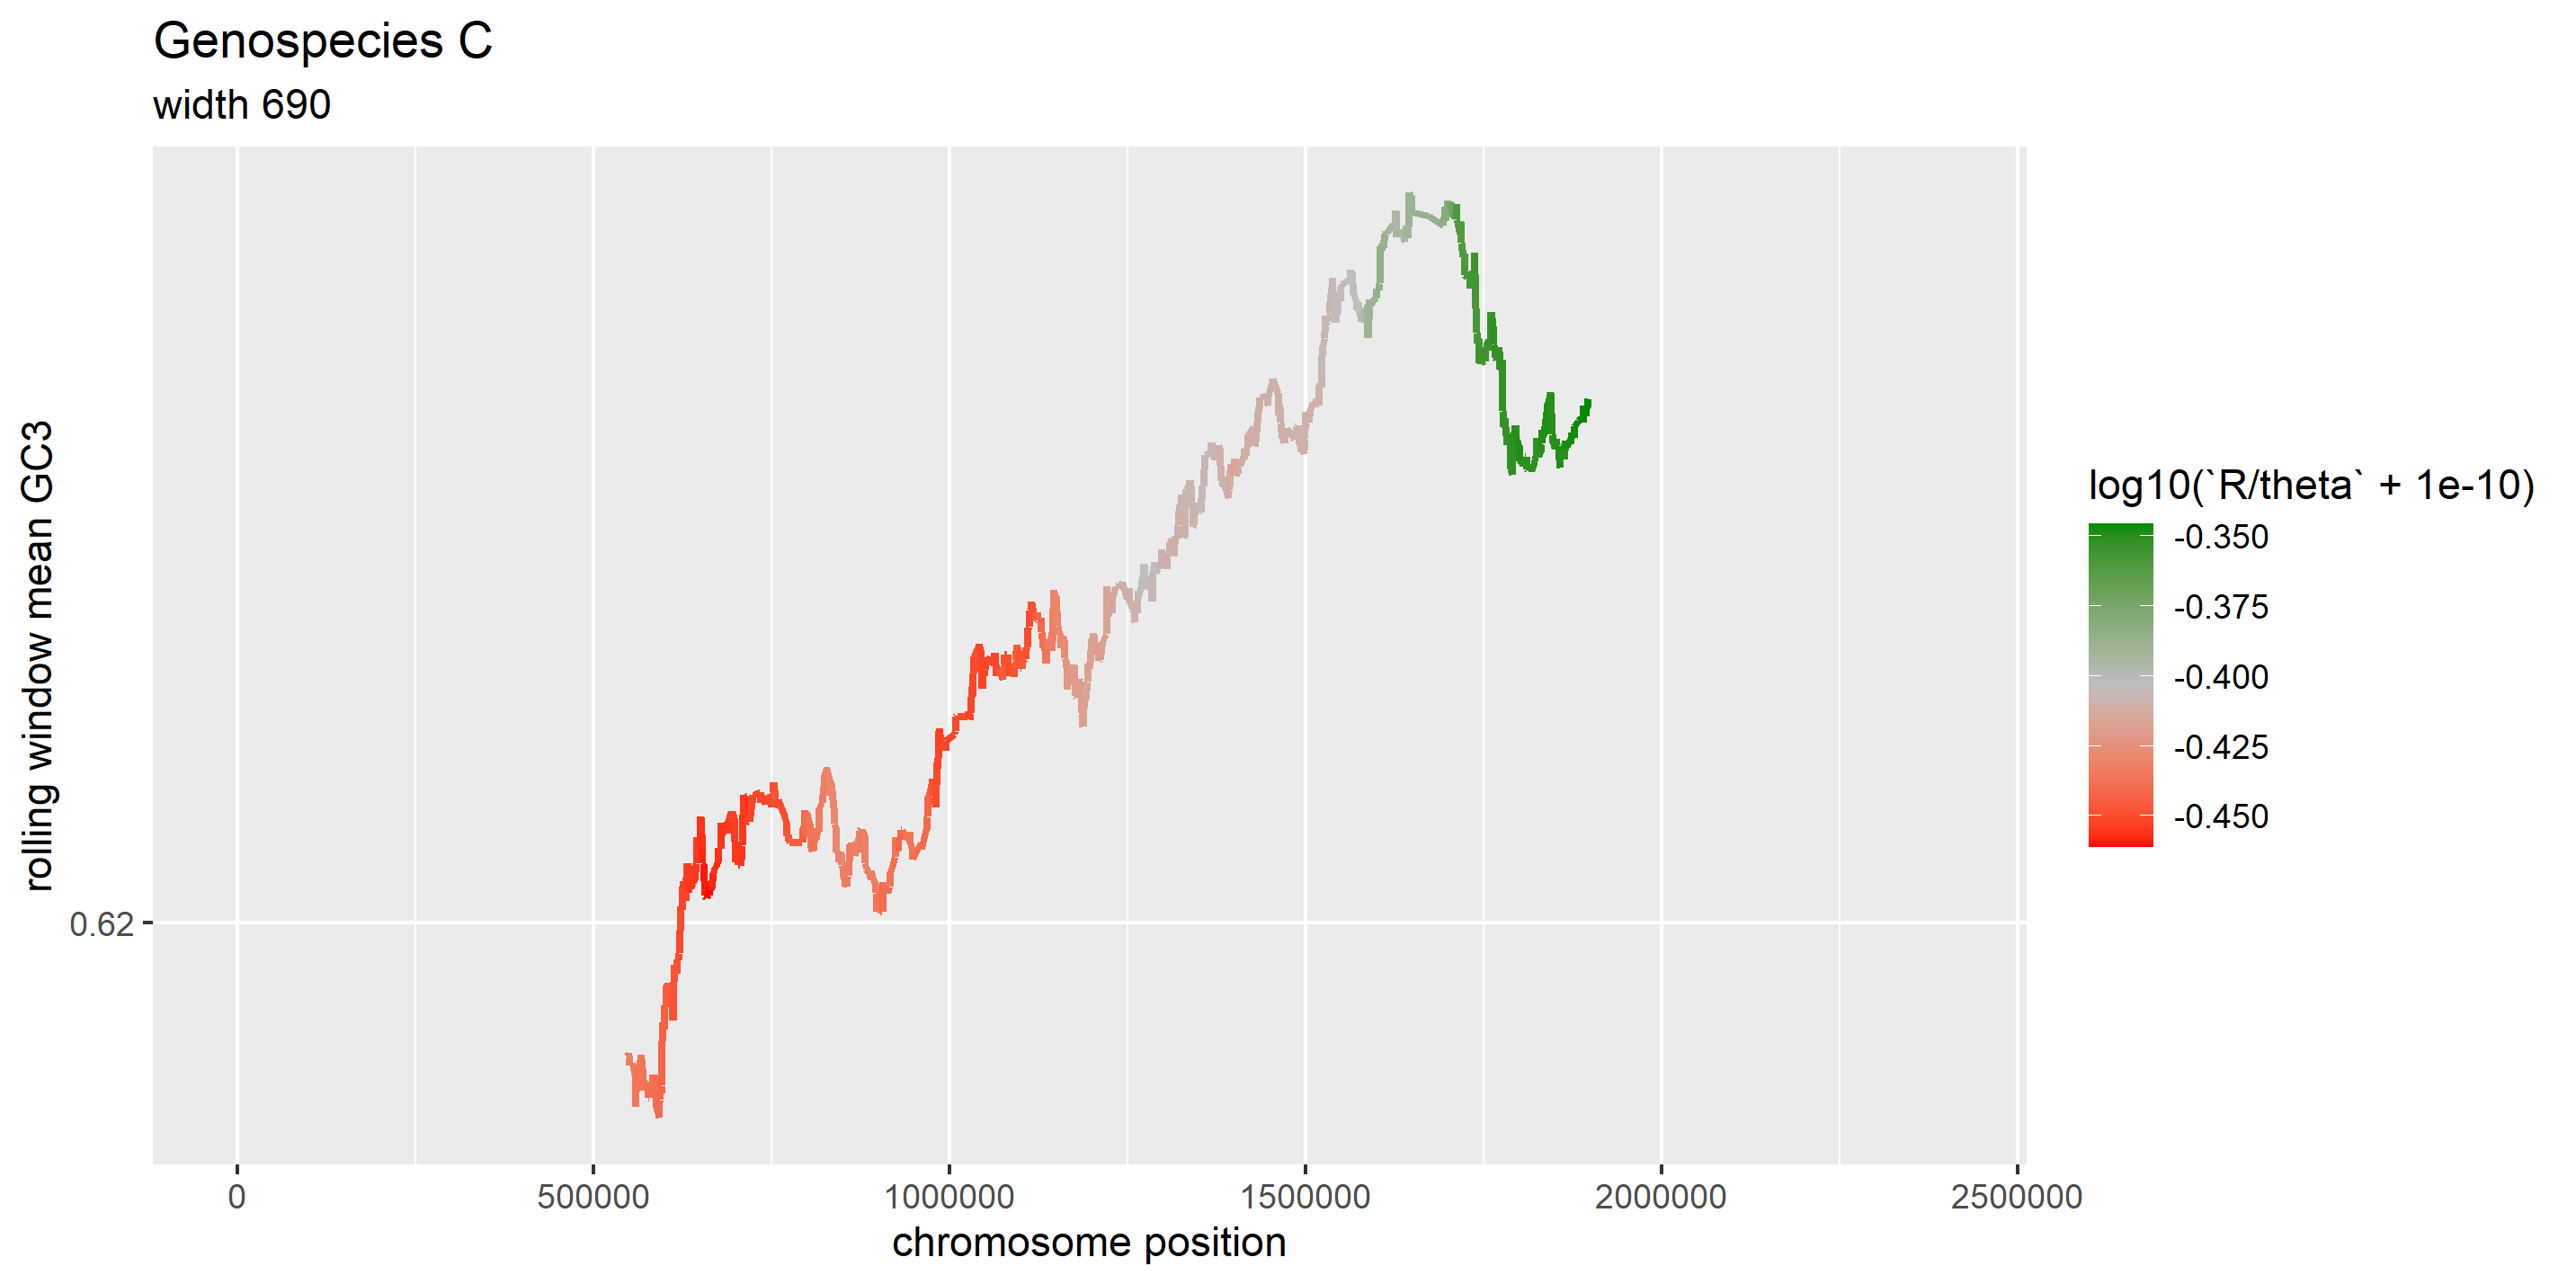 Genospecies C
width 690
rolling window mean GC3
0.62
0 500000 1000000 1500000 2000000 2500000
chromosome position
log10(`R/theta` + 1e-10)
-0.350
-0.375
-0.400
-0.425
-0.450